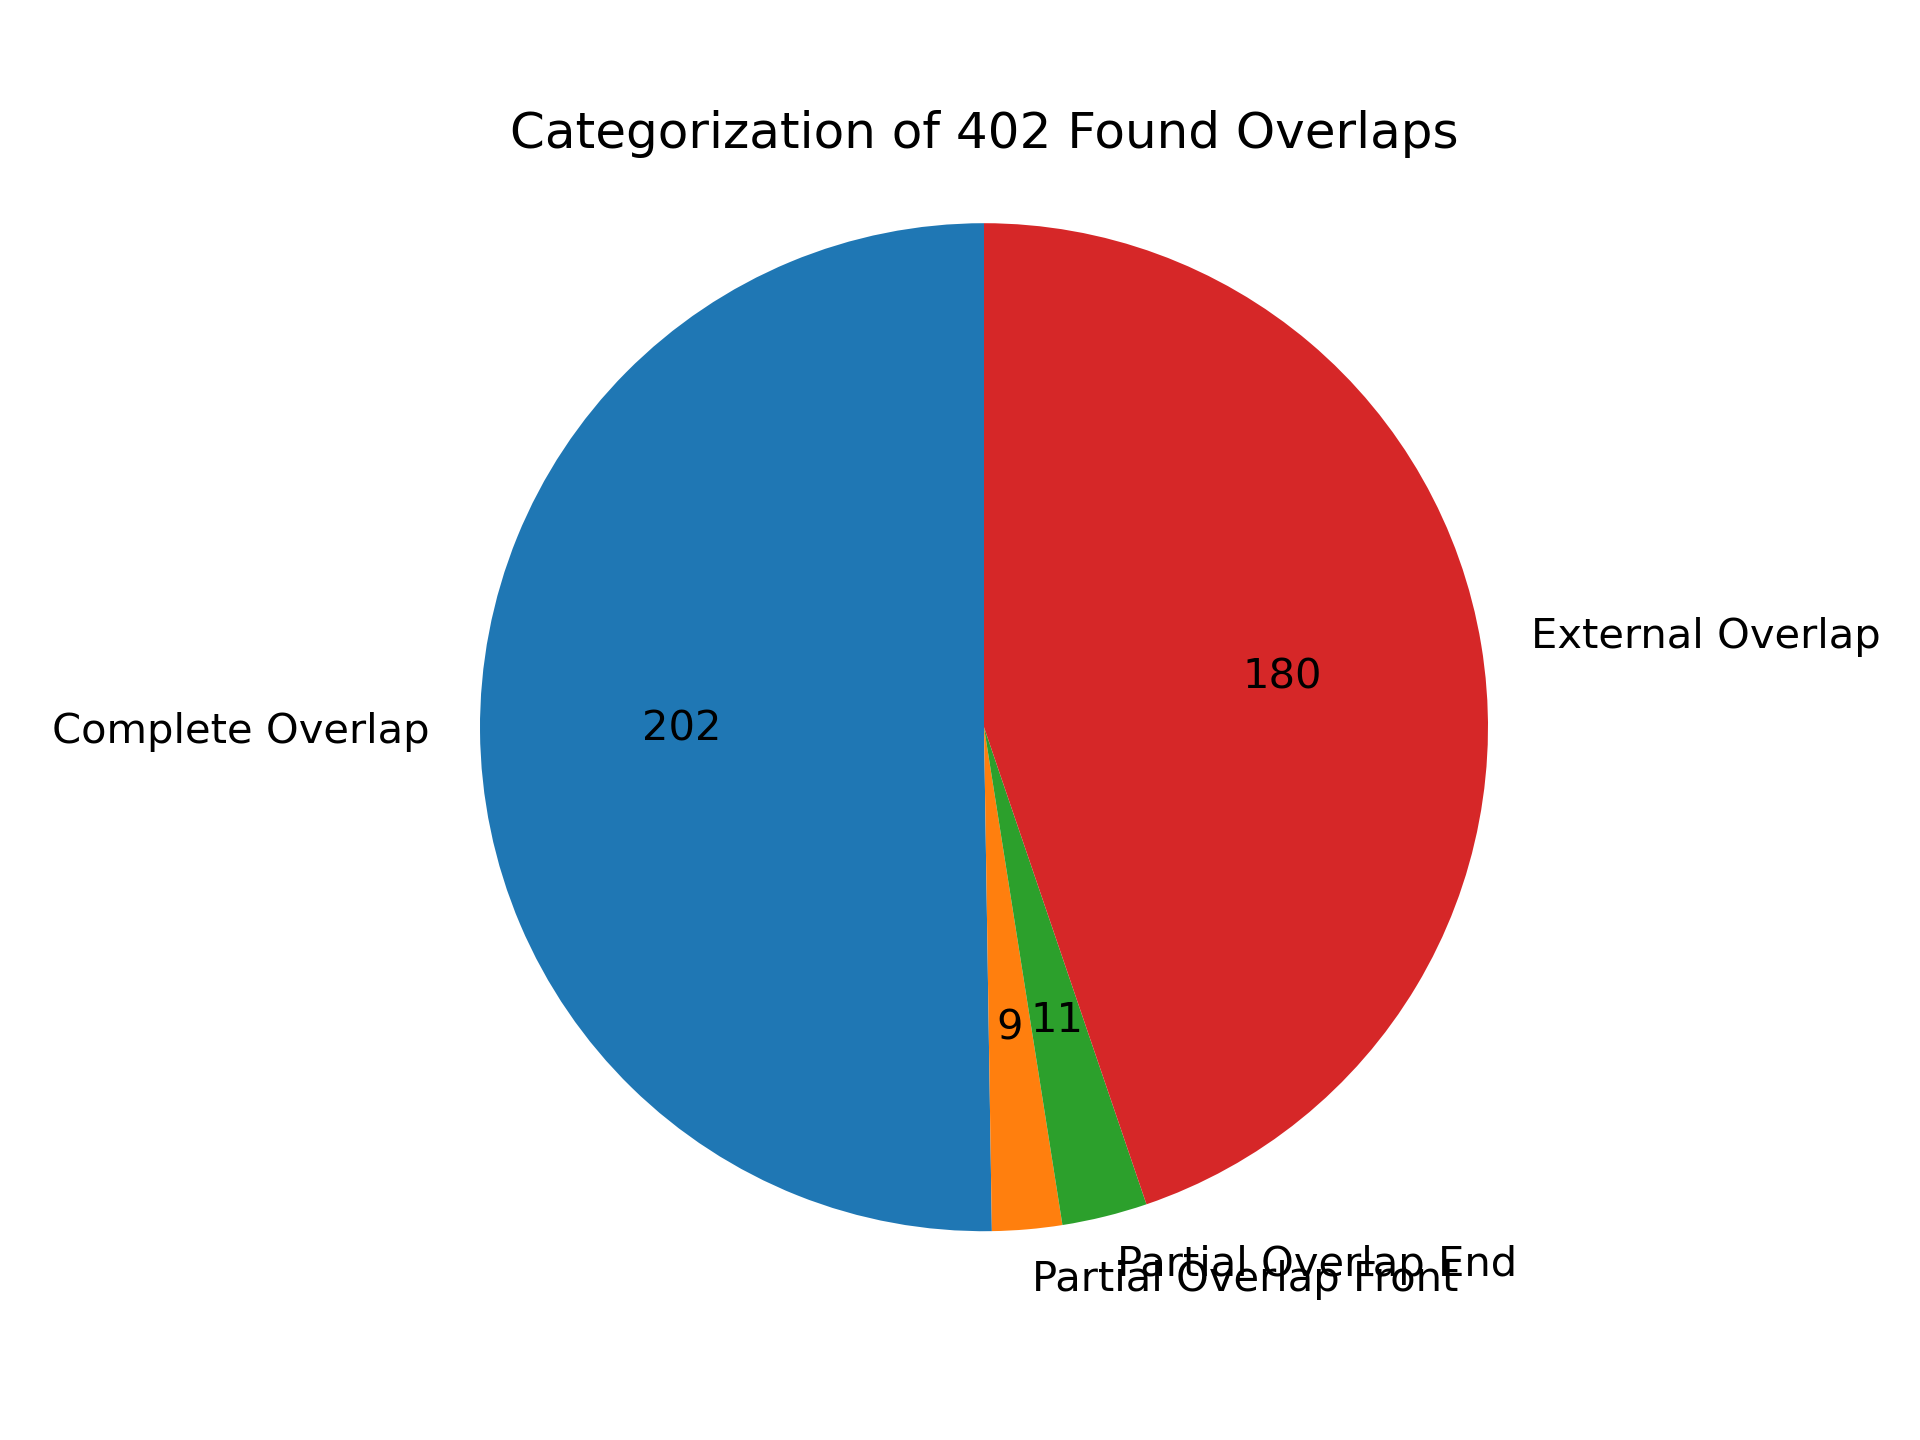 Categorization of 402 Found Overlaps
External Overlap
180
Complete Overlap
202
9
11
Partial Overlap End
Partial Overlap Front